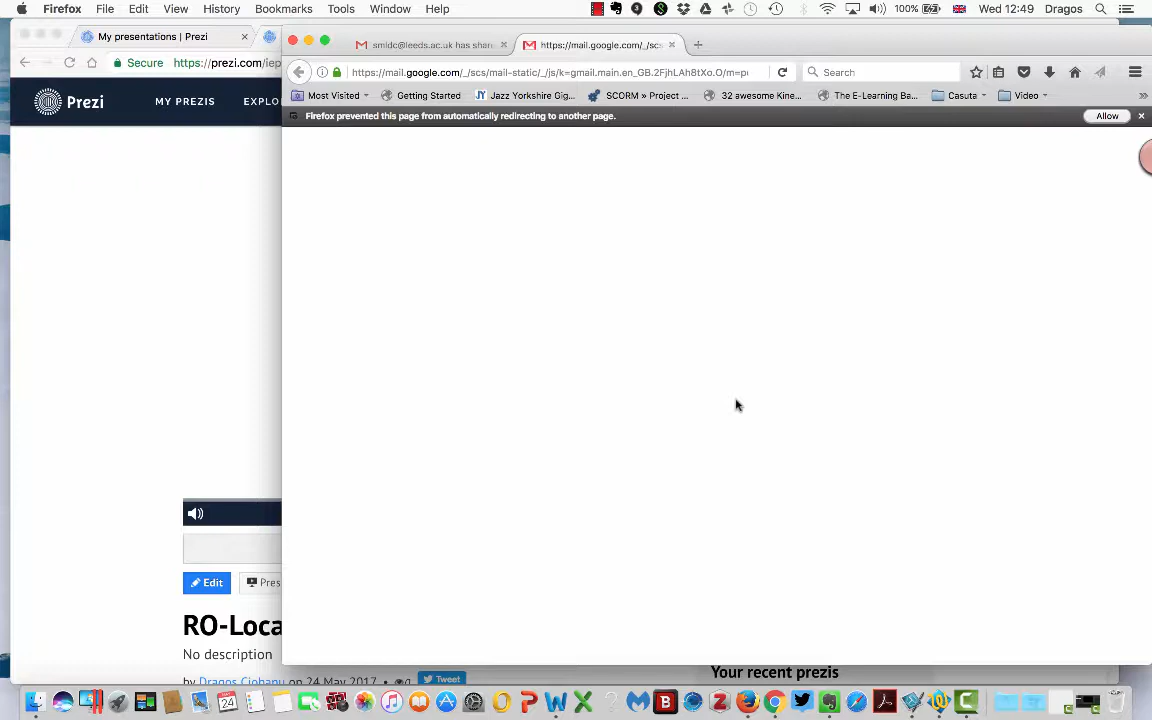 Firefox File Edit View History Bookmarks Tools Window Help 100% Wed 12:49 Dragos
My presentations | Prezi
smldc@leeds.ac.uk has shar
https://mail.google.com/_/scs
Secure https://prezi.com/iep
https://mail.google.com/_/scs/mail-static/_/js/k=gmail.main.en_GB.2FjhLAh8tXo.O/m=p
Search
Most Visited Getting Started Jazz Yorkshire Gig... SCORM » Project ... 32 awesome Kine... The E-Learning Ba... Casuta Video
Prezi MY PREZIS EXPLO
Firefox prevented this page from automatically redirecting to another page. Allow
Edit Pres
RO-Loca
No description
by Dragos Ciobanu on 24 May 2017
Tweet
Your recent prezis
24